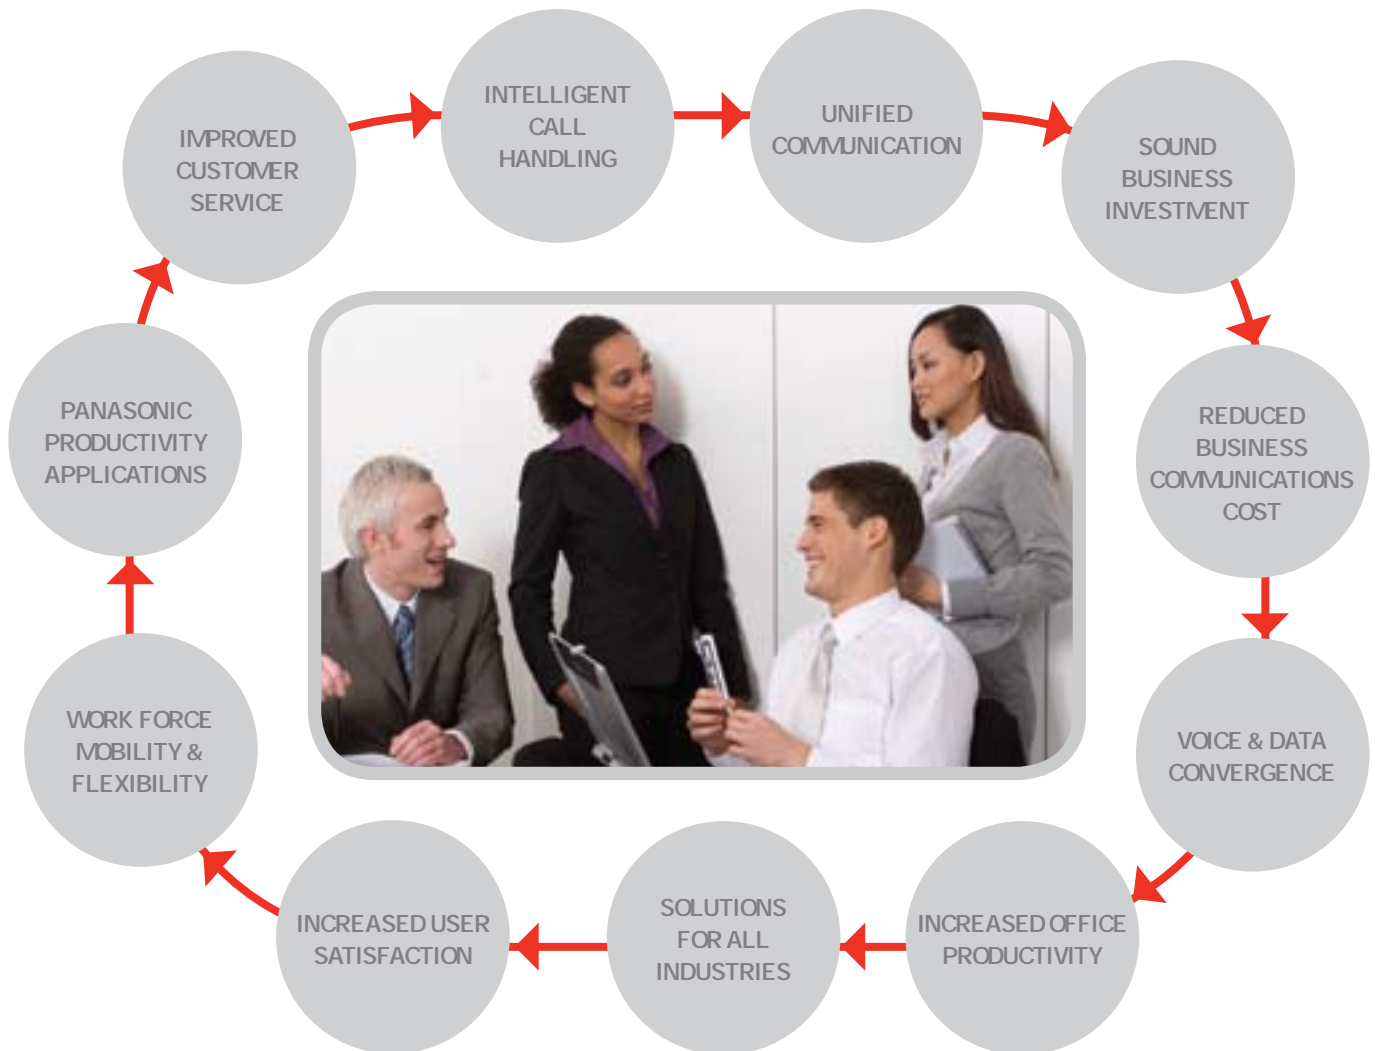 INTELLIGENT
CALL
HANDLING
UNIFIED
COMMUNICATION
SOUND
BUSINESS
INVESTMENT
REDUCED
BUSINESS
COMMUNICATIONS
COST
VOICE & DATA
CONVERGENCE
INCREASED OFFICE
PRODUCTIVITY
SOLUTIONS
FOR ALL
INDUSTRIES
INCREASED USER
SATISFACTION
WORK FORCE
MOBILITY &
FLEXIBILITY
PANASONIC
PRODUCTIVITY
APPLICATIONS
IMPROVED
CUSTOMER
SERVICE